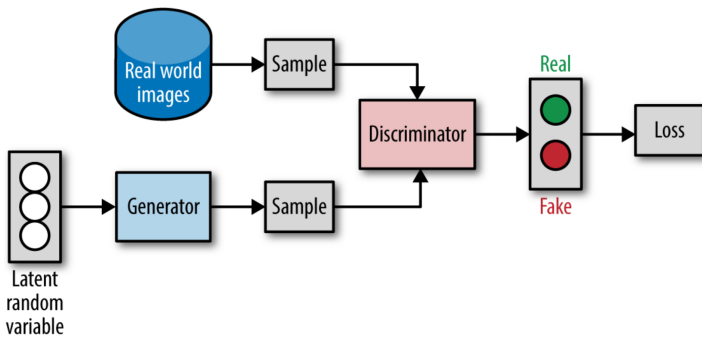 Real world
images
Sample
Real
Discriminator
Loss
Generator
Sample
Fake
Latent
random
variable